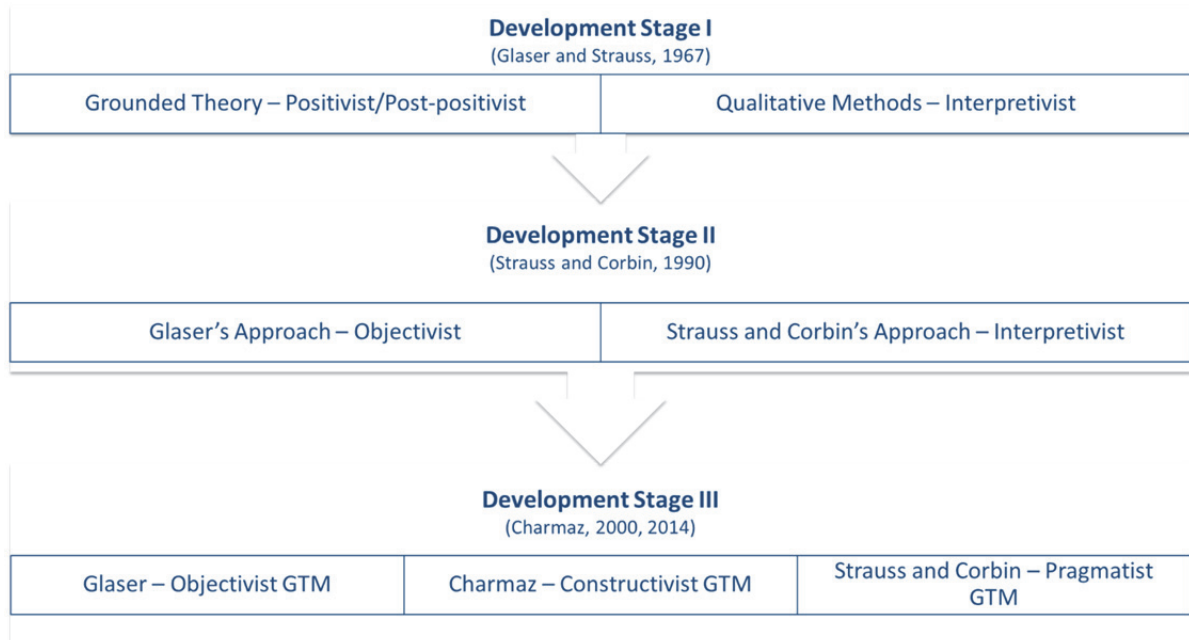 Development Stage I
(Glaser and Strauss, 1967)
Grounded Theory – Positivist/Post-positivist
Qualitative Methods – Interpretivist
Development Stage II
(Strauss and Corbin, 1990)
Glaser’s Approach – Objectivist
Strauss and Corbin’s Approach – Interpretivist
Development Stage III
(Charmaz, 2000, 2014)
Glaser – Objectivist GTM
Charmaz – Constructivist GTM
Strauss and Corbin – Pragmatist
GTM